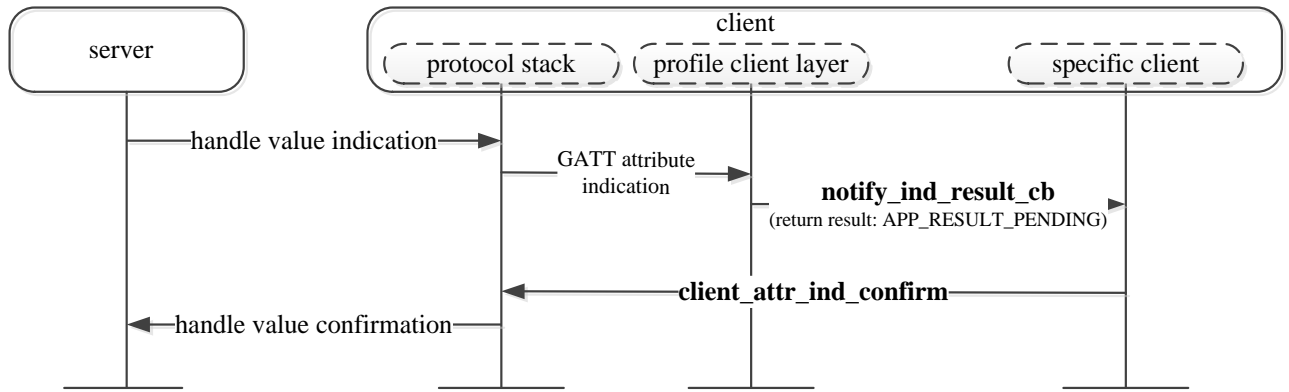 client
server
protocol stack
profile client layer
specific client
handle value indication
GATT attribute
indication
notify_ind_result_cb
(return result: APP_RESULT_PENDING)
client_attr_ind_confirm
handle value confirmation